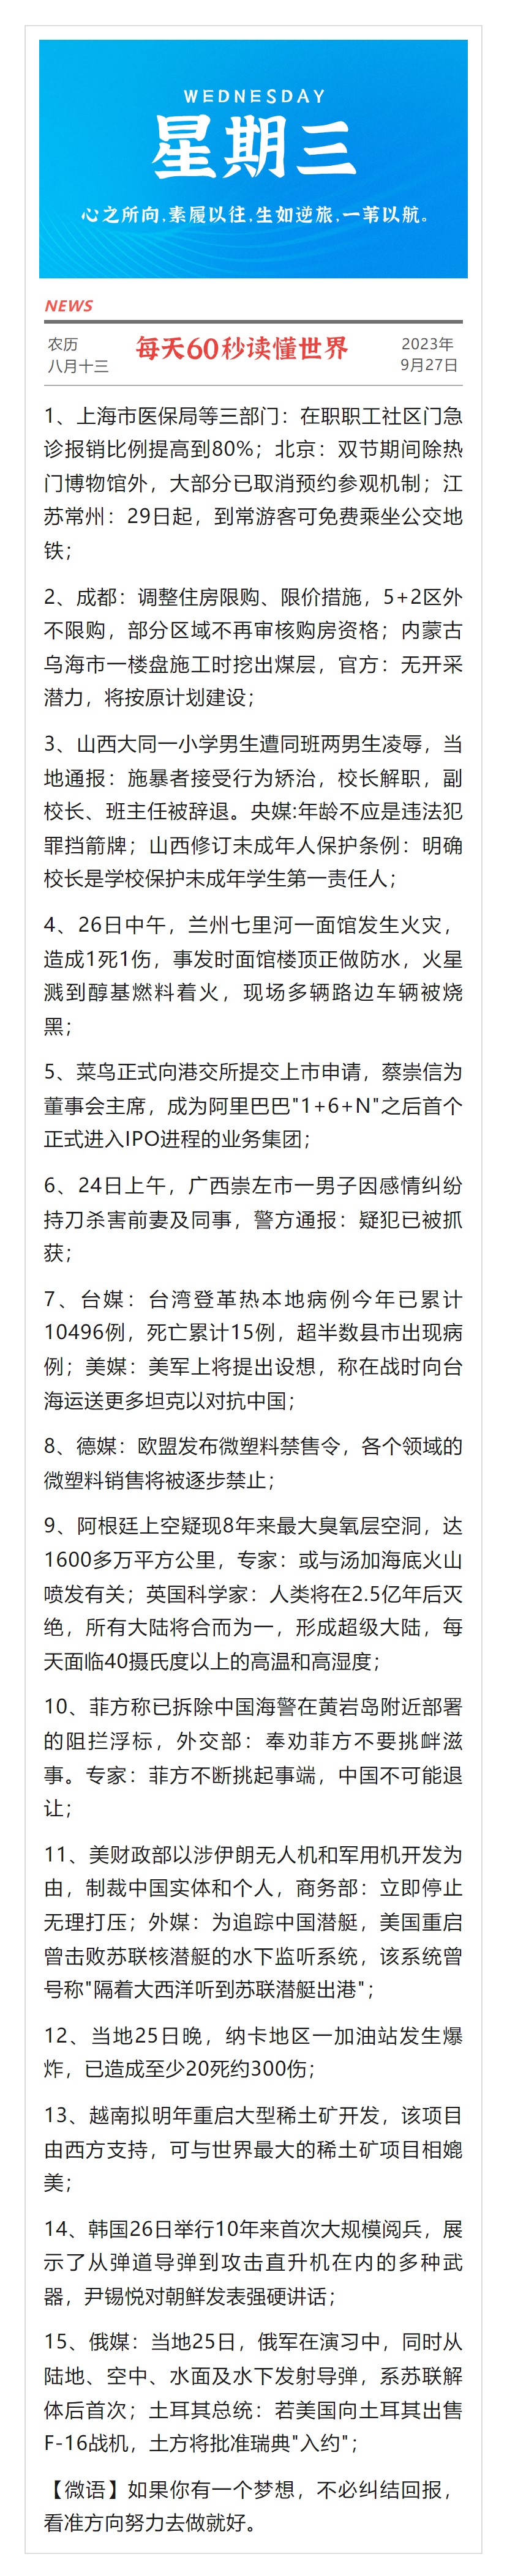 WEDNESDAY
星期三
心之所向,素履以往,生如逆旅,一苇以航。
NEWS
农历
八月十三
每天60秒读懂世界
2023年
9月27日
1、上海市医保局等三部门：在职职工社区门急
诊报销比例提高到80%；北京：双节期间除热
门博物馆外，大部分已取消预约参观机制；江
苏常州：29日起，到常游客可免费乘坐公交地
铁；
2、成都：调整住房限购、限价措施，5+2区外
不限购，部分区域不再审核购房资格；内蒙古
乌海市一楼盘施工时挖出煤层，官方：无开采
潜力，将按原计划建设；
3、山西大同一小学男生遭同班两男生凌辱，当
地通报：施暴者接受行为矫治，校长解职，副
校长、班主任被辞退。央媒:年龄不应是违法犯
罪挡箭牌；山西修订未成年人保护条例：明确
校长是学校保护未成年学生第一责任人；
4、26日中午，兰州七里河一面馆发生火灾，
造成1死1伤，事发时面馆楼顶正做防水，火星
溅到醇基燃料着火，现场多辆路边车辆被烧
黑；
5、菜鸟正式向港交所提交上市申请，蔡崇信为
董事会主席，成为阿里巴巴"1+6+N"之后首个
正式进入IPO进程的业务集团；
6、24日上午，广西崇左市一男子因感情纠纷
持刀杀害前妻及同事，警方通报：疑犯已被抓
获；
7、台媒：台湾登革热本地病例今年已累计
10496例，死亡累计15例，超半数县市出现病
例；美媒：美军上将提出设想，称在战时向台
海运送更多坦克以对抗中国；
8、德媒：欧盟发布微塑料禁售令，各个领域的
微塑料销售将被逐步禁止；
9、阿根廷上空疑现8年来最大臭氧层空洞，达
1600多万平方公里，专家：或与汤加海底火山
喷发有关；英国科学家：人类将在2.5亿年后灭
绝，所有大陆将合而为一，形成超级大陆，每
天面临40摄氏度以上的高温和高湿度；
10、菲方称已拆除中国海警在黄岩岛附近部署
的阻拦浮标，外交部：奉劝菲方不要挑衅滋
事。专家：菲方不断挑起事端，中国不可能退
让；
11、美财政部以涉伊朗无人机和军用机开发为
由，制裁中国实体和个人，商务部：立即停止
无理打压；外媒：为追踪中国潜艇，美国重启
曾击败苏联核潜艇的水下监听系统，该系统曾
号称"隔着大西洋听到苏联潜艇出港"；
12、当地25日晚，纳卡地区一加油站发生爆
炸，已造成至少20死约300伤；
13、越南拟明年重启大型稀土矿开发，该项目
由西方支持，可与世界最大的稀土矿项目相媲
美；
14、韩国26日举行10年来首次大规模阅兵，展
示了从弹道导弹到攻击直升机在内的多种武
器，尹锡悦对朝鲜发表强硬讲话；
15、俄媒：当地25日，俄军在演习中，同时从
陆地、空中、水面及水下发射导弹，系苏联解
体后首次；土耳其总统：若美国向土耳其出售
F-16战机，土方将批准瑞典"入约"；
【微语】如果你有一个梦想，不必纠结回报，
看准方向努力去做就好。